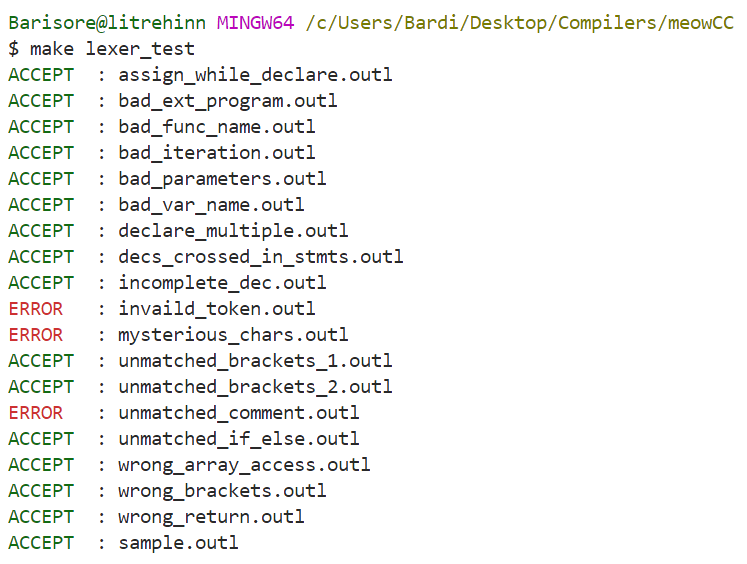 Barisore@litrehinn MINGW64 /c/Users/Bardi/Desktop/Compilers/meowCC
$ make lexer_test
ACCEPT : assign_while_declare.outl
ACCEPT : bad_ext_program.outl
ACCEPT : bad_func_name.outl
ACCEPT : bad_iteration.outl
ACCEPT : bad_parameters.outl
ACCEPT : bad_var_name.outl
ACCEPT : declare_multiple.outl
ACCEPT : decs_crossed_in_stmts.outl
ACCEPT : incomplete_dec.outl
ERROR : invaild_token.outl
ERROR : mysterious_chars.outl
ACCEPT : unmatched_brackets_1.outl
ACCEPT : unmatched_brackets_2.outl
ERROR : unmatched_comment.outl
ACCEPT : unmatched_if_else.outl
ACCEPT : wrong_array_access.outl
ACCEPT : wrong_brackets.outl
ACCEPT : wrong_return.outl
ACCEPT : sample.outl